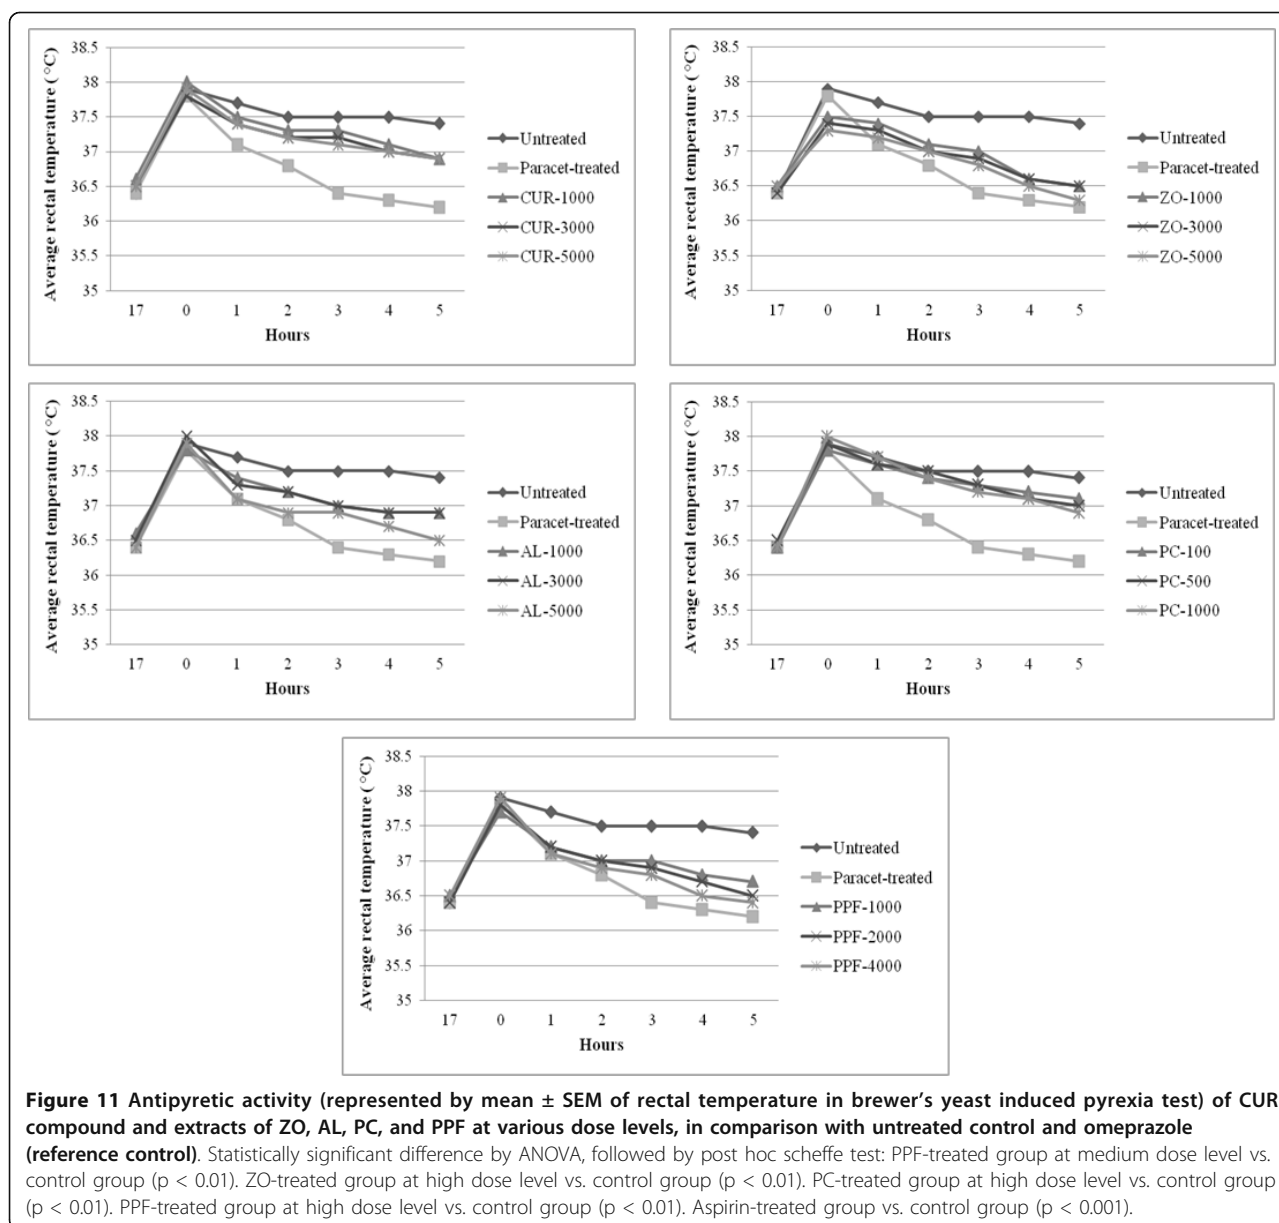 Average rectal temperature (°C)
38.5
38
37.5
37
36.5
36
35.5
35
17 0 1 2 3 4 5
Hours
Untreated
Paracet-treated
CUR-1000
CUR-3000
CUR-5000
Average rectal temperature (°C)
38.5
38
37.5
37
36.5
36
35.5
35
17 0 1 2 3 4 5
Hours
Untreated
Paracet-treated
ZO-1000
ZO-3000
ZO-5000
Average rectal temperature (°C)
38.5
38
37.5
37
36.5
36
35.5
35
17 0 1 2 3 4 5
Hours
Untreated
Paracet-treated
AL-1000
AL-3000
AL-5000
Average rectal temperature (°C)
38.5
38
37.5
37
36.5
36
35.5
35
17 0 1 2 3 4 5
Hours
Untreated
Paracet-treated
PC-100
PC-500
PC-1000
Average rectal temperature (°C)
38.5
38
37.5
37
36.5
36
35.5
35
17 0 1 2 3 4 5
Hours
Untreated
Paracet-treated
PPF-1000
PPF-2000
PPF-4000
Figure 11 Antipyretic activity (represented by mean ± SEM of rectal temperature in brewer's yeast induced pyrexia test) of CUR
compound and extracts of ZO, AL, PC, and PPF at various dose levels, in comparison with untreated control and omeprazole
(reference control). Statistically significant difference by ANOVA, followed by post hoc scheffe test: PPF-treated group at medium dose level vs.
control group (p < 0.01). ZO-treated group at high dose level vs. control group (p < 0.01). PC-treated group at high dose level vs. control group
(p < 0.01). PPF-treated group at high dose level vs. control group (p < 0.01). Aspirin-treated group vs. control group (p < 0.001).